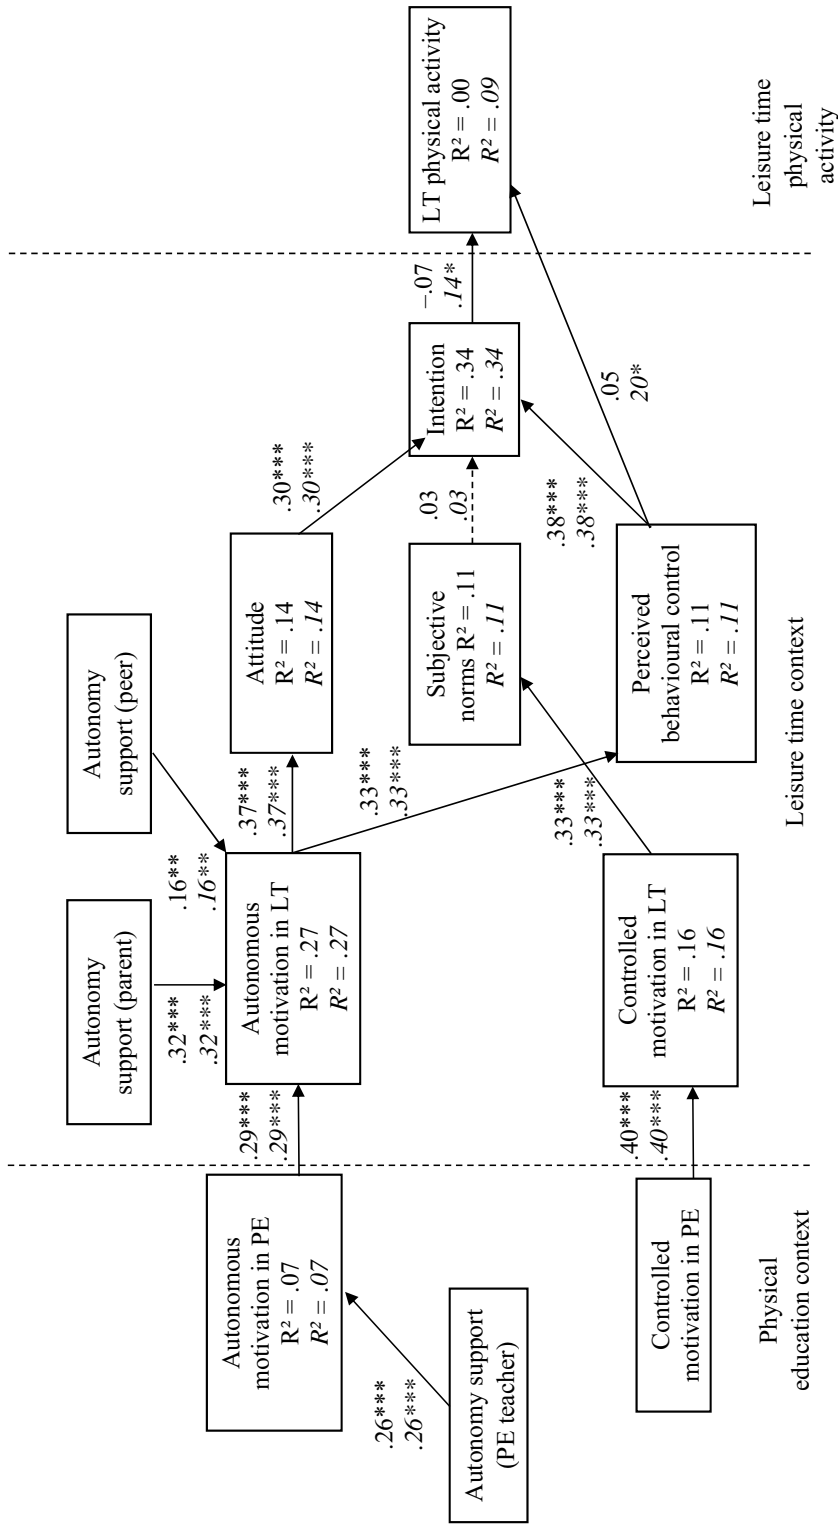 Autonomy
support (parent)
Autonomy
support (peer)
.32***
.32***
.16**
.16**
Autonomous
motivation in PE
R² = .07
R² = .07
.29***
.29***
Autonomous
motivation in LT
R² = .27
R² = .27
.37***
.37***
Attitude
R² = .14
R² = .14
.30***
.30***
.26***
.26***
Autonomy support
(PE teacher)
.33***
.33***
Subjective
norms R² = .11
R² = .11
.03
.03
Intention
R² = .34
R² = .34
−.07
.14*
LT physical activity
R² = .00
R² = .09
.33***
.33***
.38***
.38***
.05
20*
Controlled
motivation in PE
.40***
.40***
Controlled
motivation in LT
R² = .16
R² = .16
Perceived
behavioural control
R² = .11
R² = .11
Physical
education context
Leisure time context
Leisure time
physical
activity